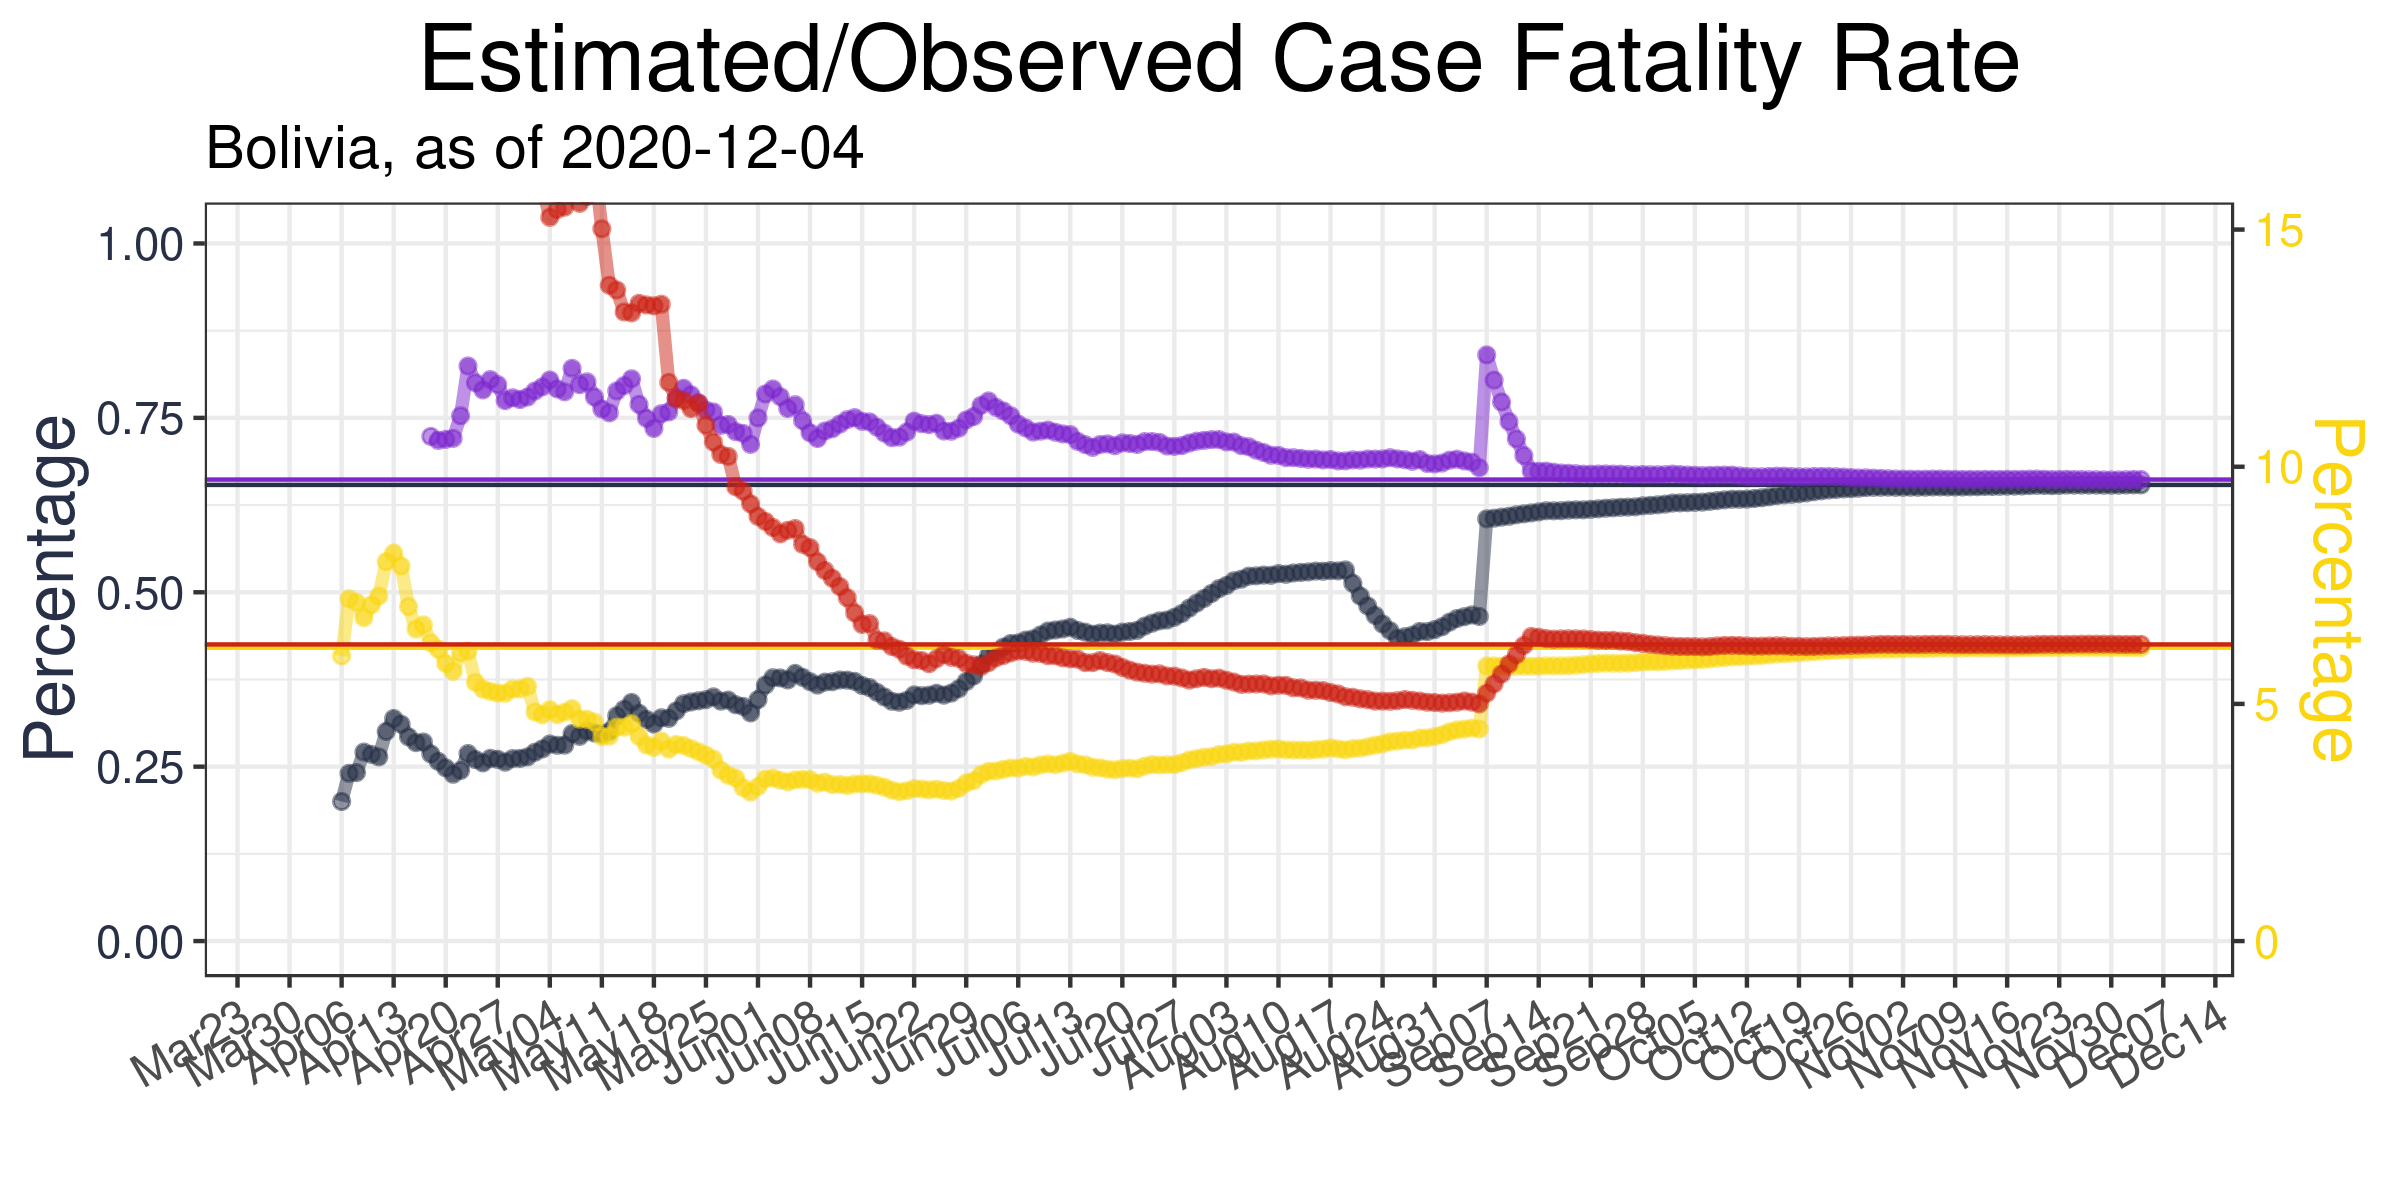 Estimated/Observed Case Fatality Rate
Bolivia, as of 2020-12-04
Percentage
1.00
0.75
0.50
0.25
0.00
15
10
5
0
Percentage
Mar23
Mar30
Apr06
Apr13
Apr20
Apr27
May04
May11
May18
May25
Jun01
Jun08
Jun15
Jun22
Jun29
Jul06
Jul13
Jul20
Jul27
Aug03
Aug10
Aug17
Aug24
Aug31
Sep07
Sep14
Sep21
Sep28
Oct05
Oct12
Oct19
Oct26
Nov02
Nov09
Nov16
Nov23
Nov30
Dec07
Dec14